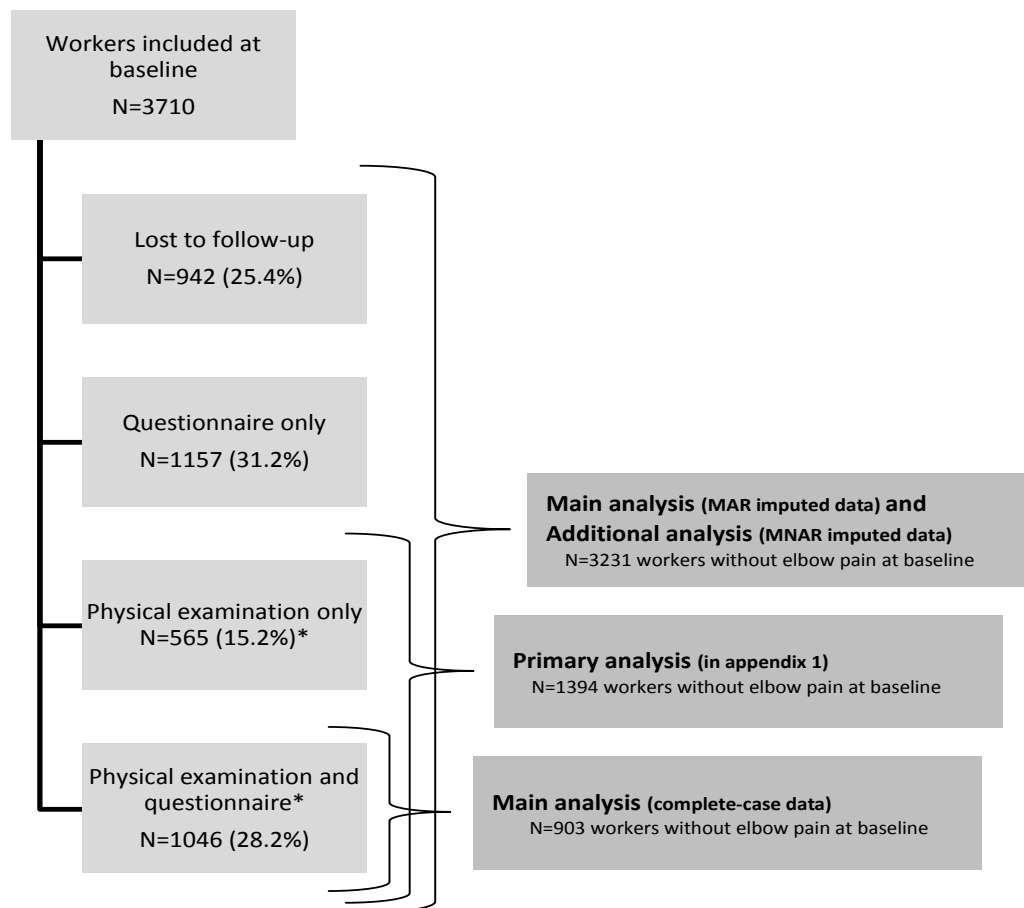 Workers included at
baseline
N=3710
Lost to follow-up
N=942 (25.4%)
Questionnaire only
N=1157 (31.2%)
Physical examination only
N=565 (15.2%)*
Physical examination and
questionnaire*
N=1046 (28.2%)
Main analysis (MAR imputed data) and
Additional analysis (MNAR imputed data)
N=3231 workers without elbow pain at baseline
Primary analysis (in appendix 1)
N=1394 workers without elbow pain at baseline
Main analysis (complete-case data)
N=903 workers without elbow pain at baseline